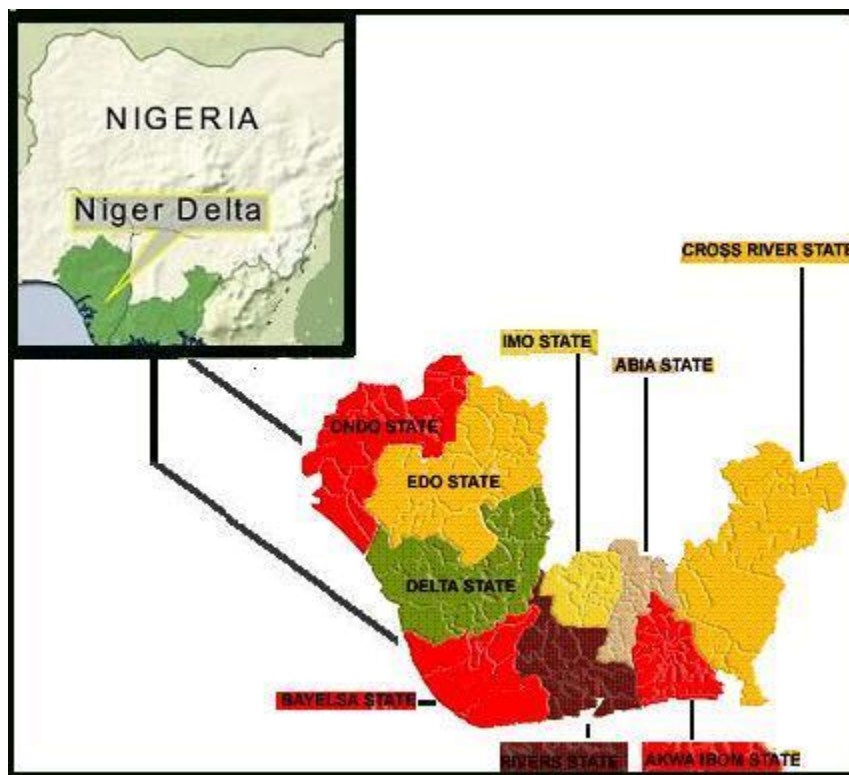 NIGERIA
Niger Delta
CROSS RIVER STATE
IMO STATE
ABIA STATE
ONDO STATE
EDO STATE
DELTA STATE
BAYELSA STATE
RIVERS STATE
AKWA IBOM STATE